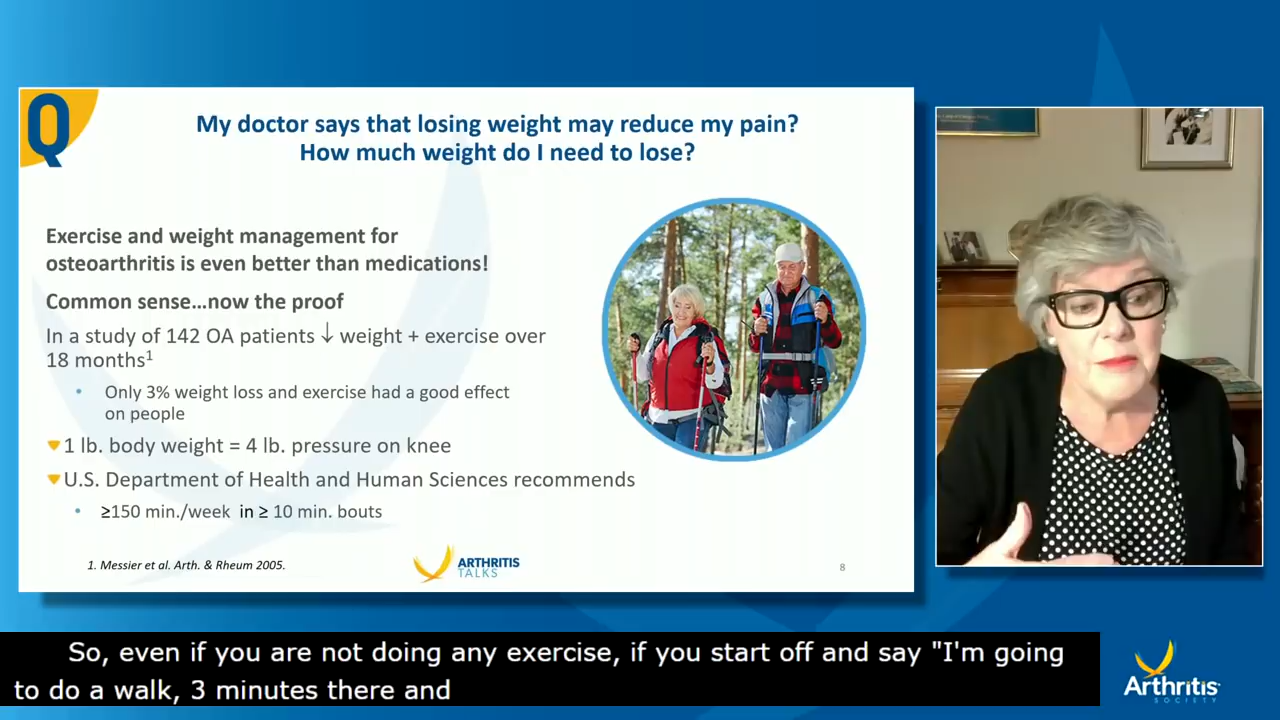 Q
My doctor says that losing weight may reduce my pain?
How much weight do I need to lose?
Exercise and weight management for
osteoarthritis is even better than medications!
Common sense...now the proof
In a study of 142 OA patients ↓ weight + exercise over
18 months¹
• Only 3% weight loss and exercise had a good effect
on people
1 lb. body weight = 4 lb. pressure on knee
U.S. Department of Health and Human Sciences recommends
• ≥150 min./week in ≥ 10 min. bouts
1. Messier et al. Arth. & Rheum 2005.
ARTHRITIS
TALKS
8
So, even if you are not doing any exercise, if you start off and say "I'm going
to do a walk, 3 minutes there and
Arthritis
SOCIETY